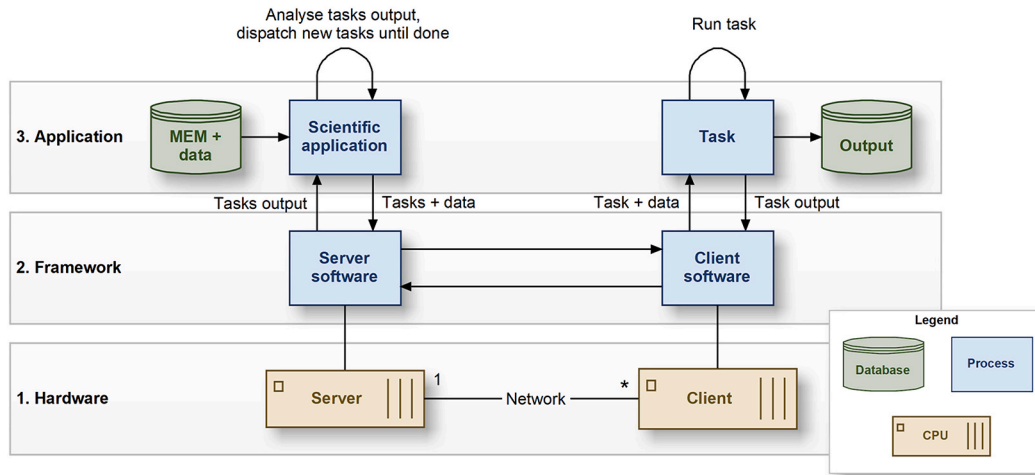 Analyse tasks output,
dispatch new tasks until done
Run task
3. Application
MEM +
data
Scientific
application
Task
Output
Tasks output
Tasks + data
Task + data
Task output
2. Framework
Server
software
Client
software
1. Hardware
Server
1
Network
*
Client
Legend
Database
Process
CPU